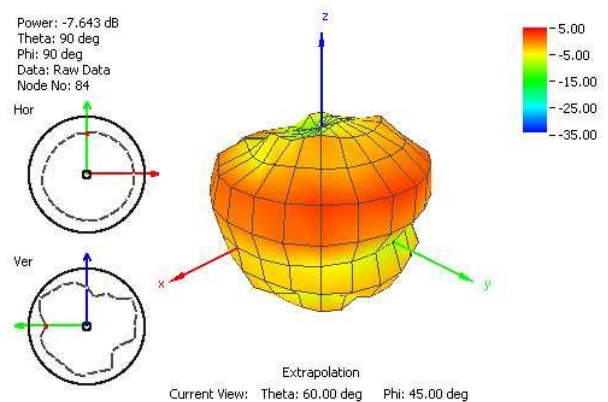 Power: -7.643 dB
Theta: 90 deg
Phi: 90 deg
Data: Raw Data
Node No: 84
Hor
Ver
z
x
y
5.00
-5.00
-15.00
-25.00
-35.00
Extrapolation
Current View: Theta: 60.00 deg Phi: 45.00 deg